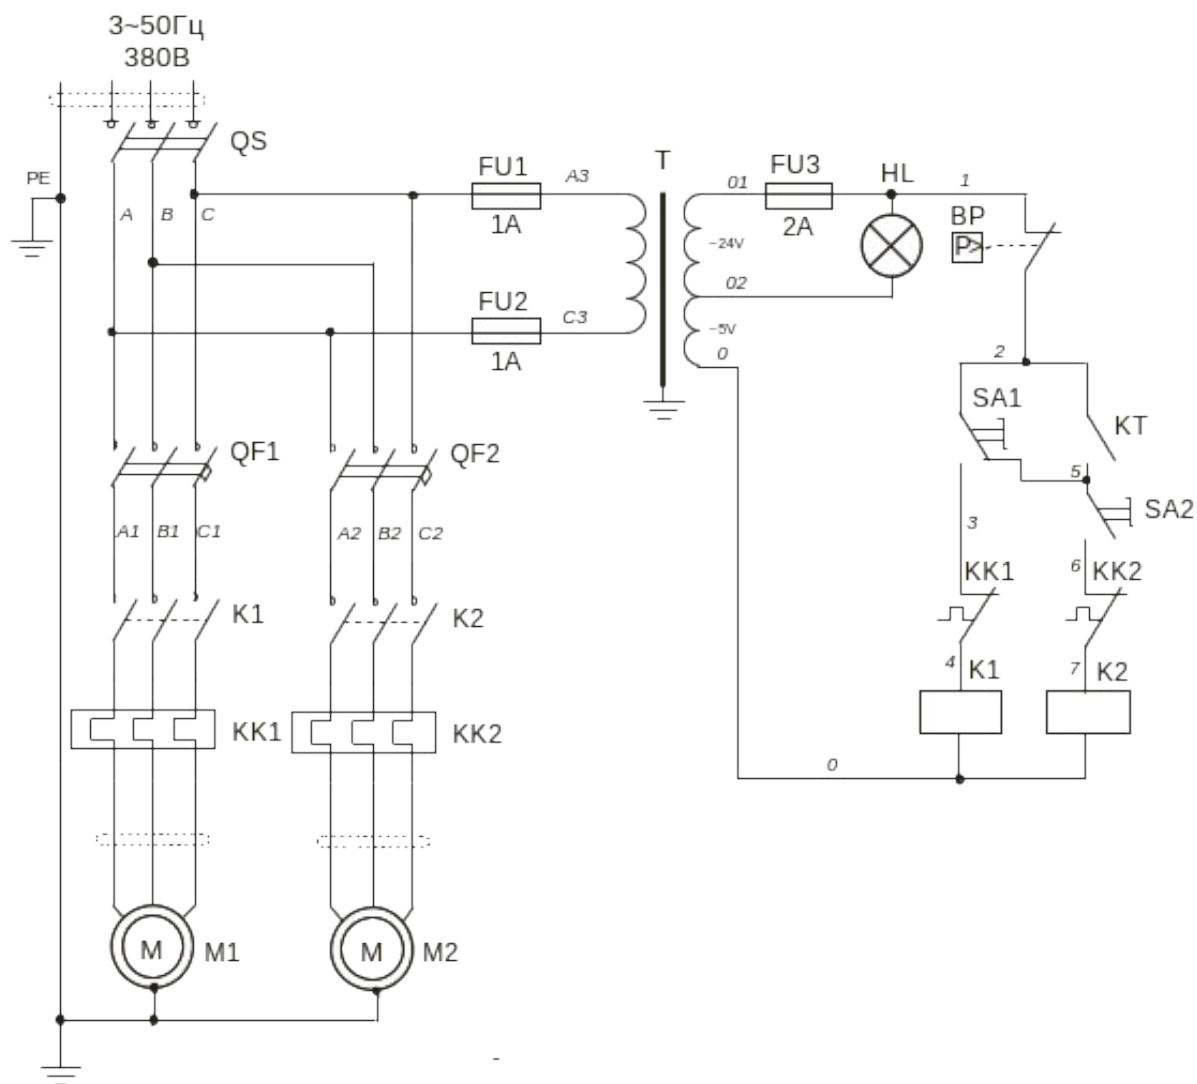 3~50Гц
380В
QS
PE
A
B
C
FU1
A3
1A
FU2
C3
1A
T
01
~24V
02
~5V
0
FU3
2A
HL
1
BP
P>
2
SA1
KT
5
SA2
3
KK1
6
KK2
4
K1
7
K2
0
QF1
QF2
A1
B1
C1
A2
B2
C2
K1
K2
KK1
KK2
M
M1
M
M2